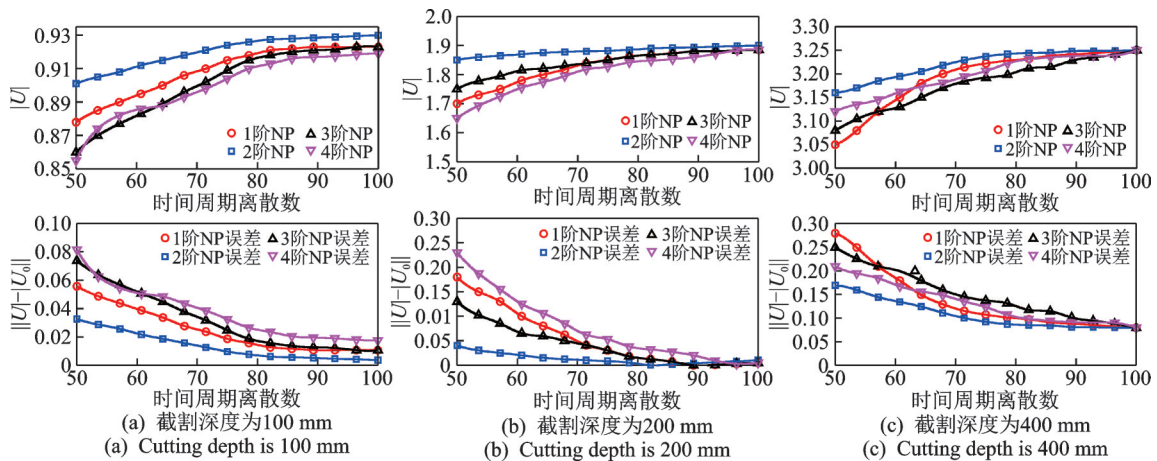 0.93
0.91
0.89
0.87
0.85
|U|
1阶NP 3阶NP
2阶NP 4阶NP
50 60 70 80 90 100
时间周期离散数
2.1
2.0
1.9
1.8
1.7
1.6
1.5
|U|
1阶NP 3阶NP
2阶NP 4阶NP
50 60 70 80 90 100
时间周期离散数
3.30
3.25
3.20
3.15
3.10
3.05
3.00
|U|
1阶NP 3阶NP
2阶NP 4阶NP
50 60 70 80 90 100
时间周期离散数
0.10
0.08
0.06
0.04
0.02
0
||U|−|U₀||
1阶NP误差 3阶NP误差
2阶NP误差 4阶NP误差
50 60 70 80 90 100
时间周期离散数
(a) 截割深度为100 mm
(a) Cutting depth is 100 mm
0.30
0.25
0.20
0.15
0.01
0.005
0
||U|−|U₀||
1阶NP误差 3阶NP误差
2阶NP误差 4阶NP误差
50 60 70 80 90 100
时间周期离散数
(b) 截割深度为200 mm
(b) Cutting depth is 200 mm
0.30
0.25
0.20
0.15
0.10
0.05
0
||U|−|U₀||
1阶NP误差 3阶NP误差
2阶NP误差 4阶NP误差
50 60 70 80 90 100
时间周期离散数
(c) 截割深度为400 mm
(c) Cutting depth is 400 mm